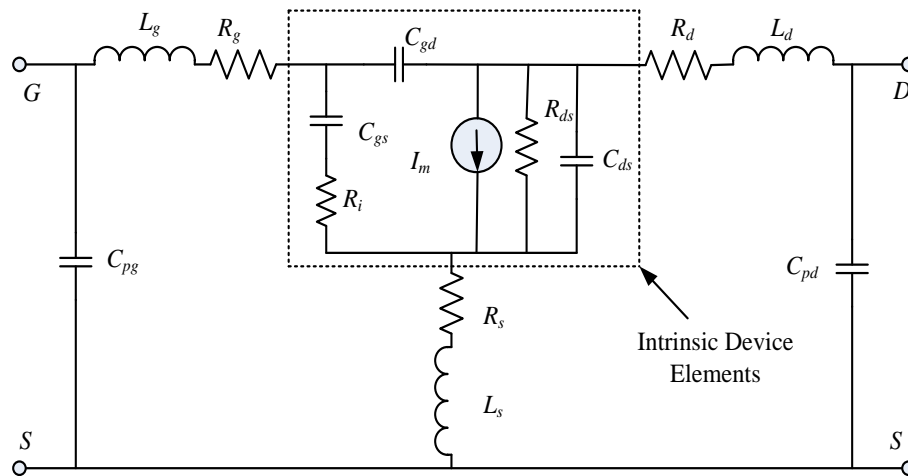 L_g
R_g
C_gd
R_d
L_d
G
D
C_gs
I_m
R_ds
C_ds
R_i
C_pg
C_pd
R_s
Intrinsic Device
Elements
L_s
S
S